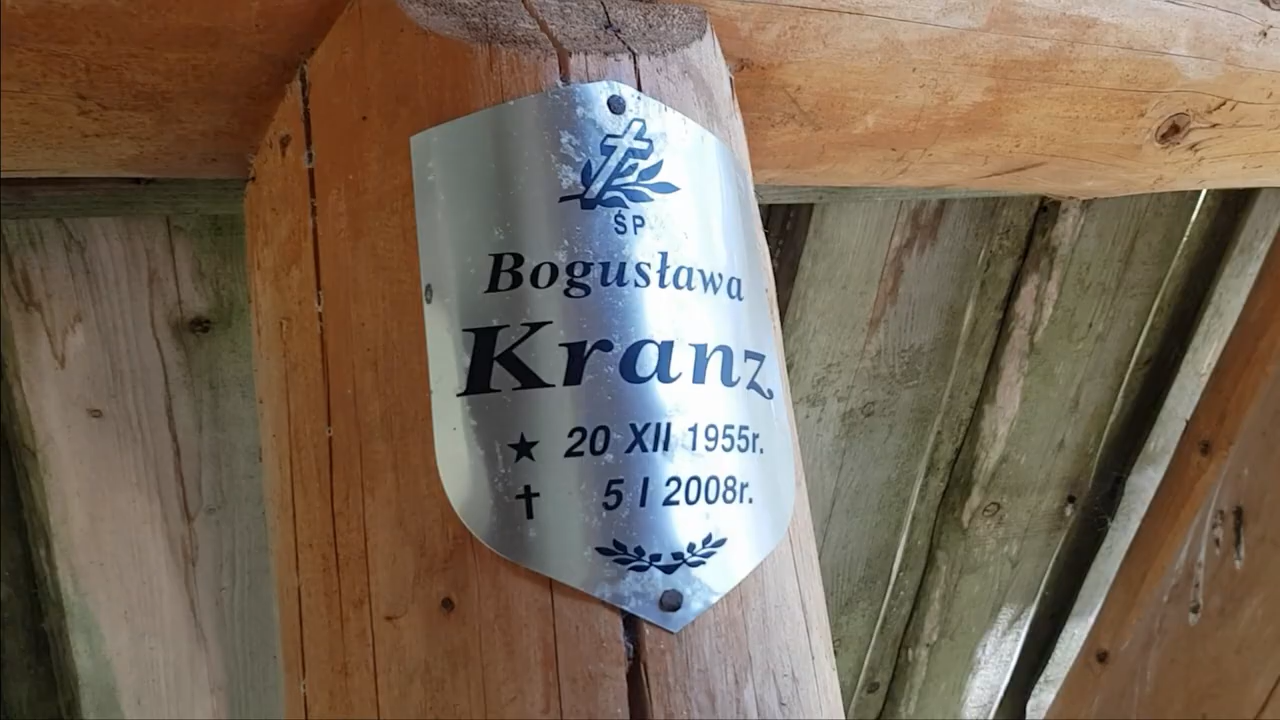 ŚP
Bogusława
Kranz
★ 20 XII 1955r.
✝ 5 I 2008r.